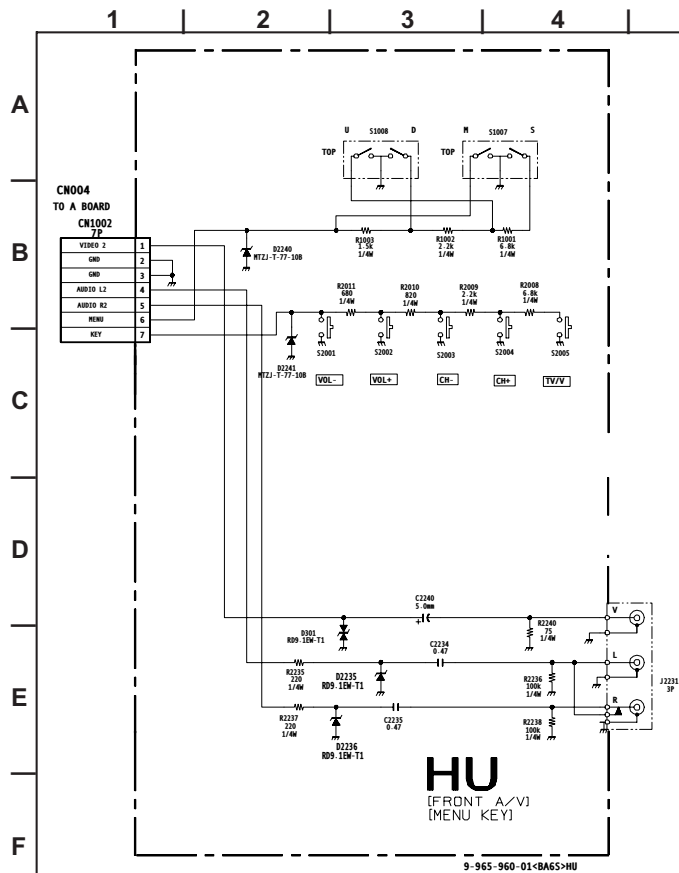 1 2 3 4
A
B
C
D
E
F
U S1008 D
TOP
M S1007 S
TOP
CN004
TO A BOARD
CN1002
7P
VIDEO 2 1
GND 2
GND 3
AUDIO L2 4
AUDIO R2 5
MENU 6
KEY 7
D2240
MTZJ-T-77-10B
R1003
1.5k
1/4W
R1002
2.2k
1/4W
R1001
6.8k
1/4W
R2011
680
1/4W
R2010
820
1/4W
R2009
2.2k
1/4W
R2008
6.8k
1/4W
D2241
MTZJ-T-77-10B
S2001
S2002
S2003
S2004
S2005
VOL-
VOL+
CH-
CH+
TV/V
C2240
5.0mm
+
D301
RD9.1EW-T1
R2240
75
1/4W
V
L
R
J2231
3P
R2235
220
1/4W
D2235
RD9.1EW-T1
C2234
0.47
R2236
100k
1/4W
R2237
220
1/4W
D2236
RD9.1EW-T1
C2235
0.47
R2238
100k
1/4W
HU
[FRONT A/V]
[MENU KEY]
9-965-960-01<BA6S>HU